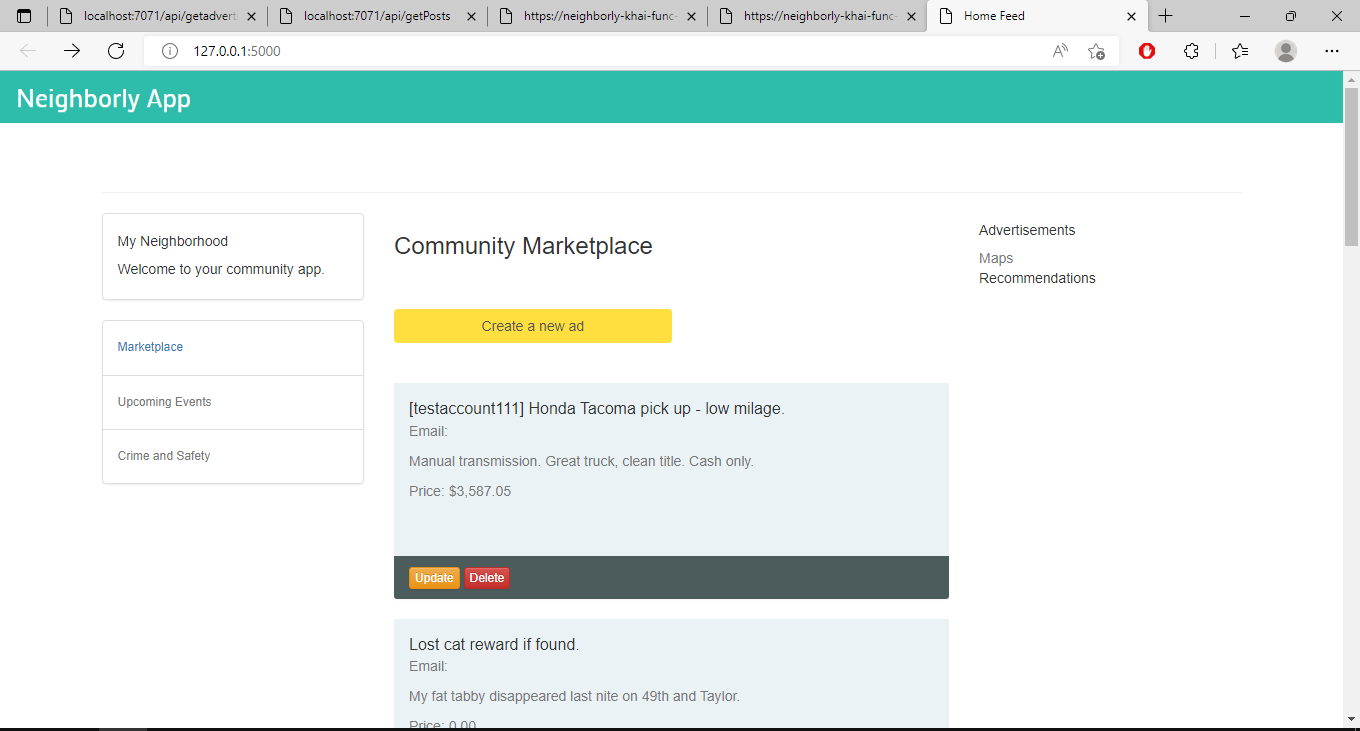 localhost:7071/api/getadvert
localhost:7071/api/getPosts
https://neighborly-khai-func-
https://neighborly-khai-func-
Home Feed
127.0.0.1:5000
Neighborly App
My Neighborhood
Welcome to your community app.
Marketplace
Upcoming Events
Crime and Safety
Community Marketplace
Create a new ad
[testaccount111] Honda Tacoma pick up - low milage.
Email:
Manual transmission. Great truck, clean title. Cash only.
Price: $3,587.05
Update Delete
Lost cat reward if found.
Email:
My fat tabby disappeared last nite on 49th and Taylor.
Price: 0.00
Advertisements
Maps
Recommendations